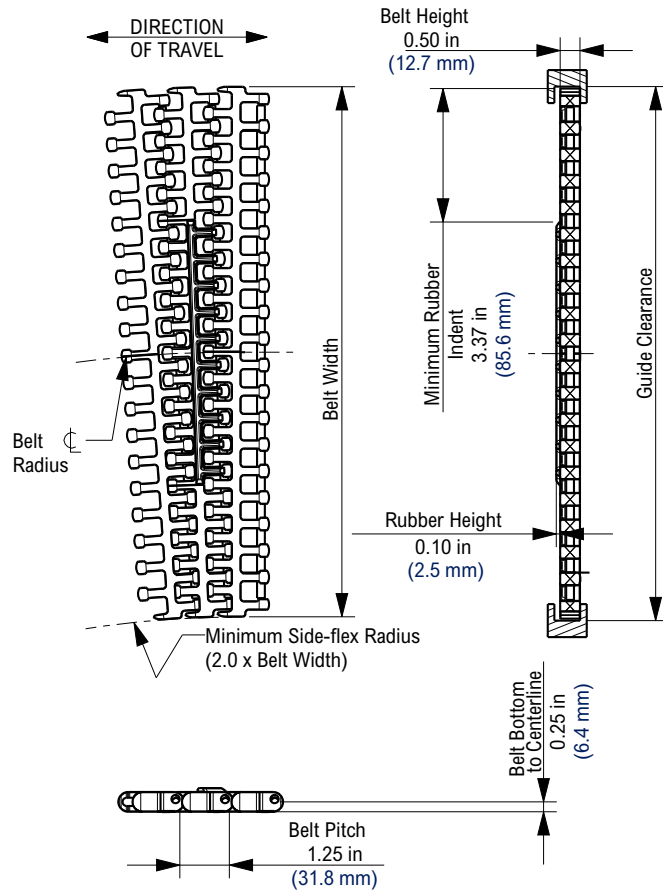 DIRECTION
OF TRAVEL
Belt Height
0.50 in
(12.7 mm)
Minimum Rubber
Indent
3.37 in
(85.6 mm)
Belt Width
Guide Clearance
Belt ℄
Radius
Rubber Height
0.10 in
(2.5 mm)
Minimum Side-flex Radius
(2.0 x Belt Width)
Belt Bottom
to Centerline
0.25 in
(6.4 mm)
Belt Pitch
1.25 in
(31.8 mm)